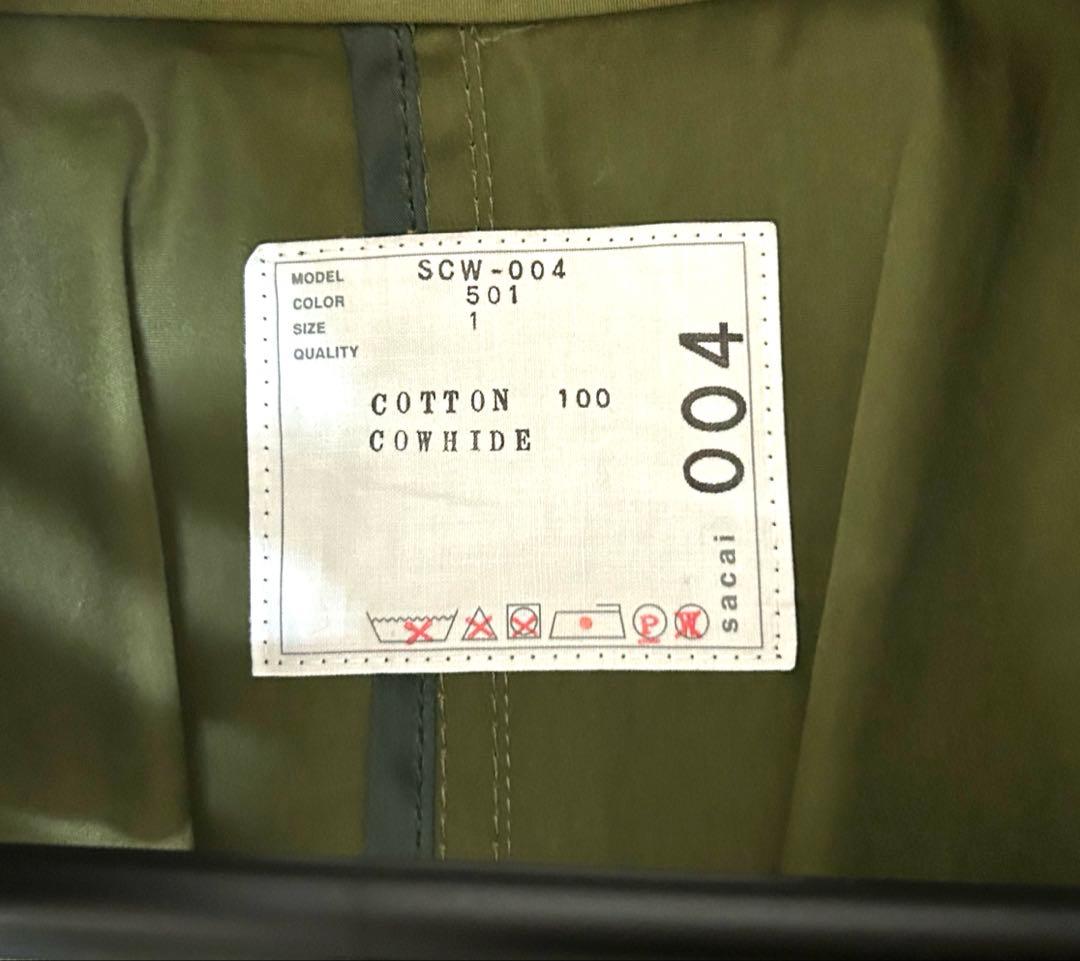 MODEL SCW-004
COLOR 501
SIZE 1
QUALITY
COTTON 100
COWHIDE
004
sacai
P
W